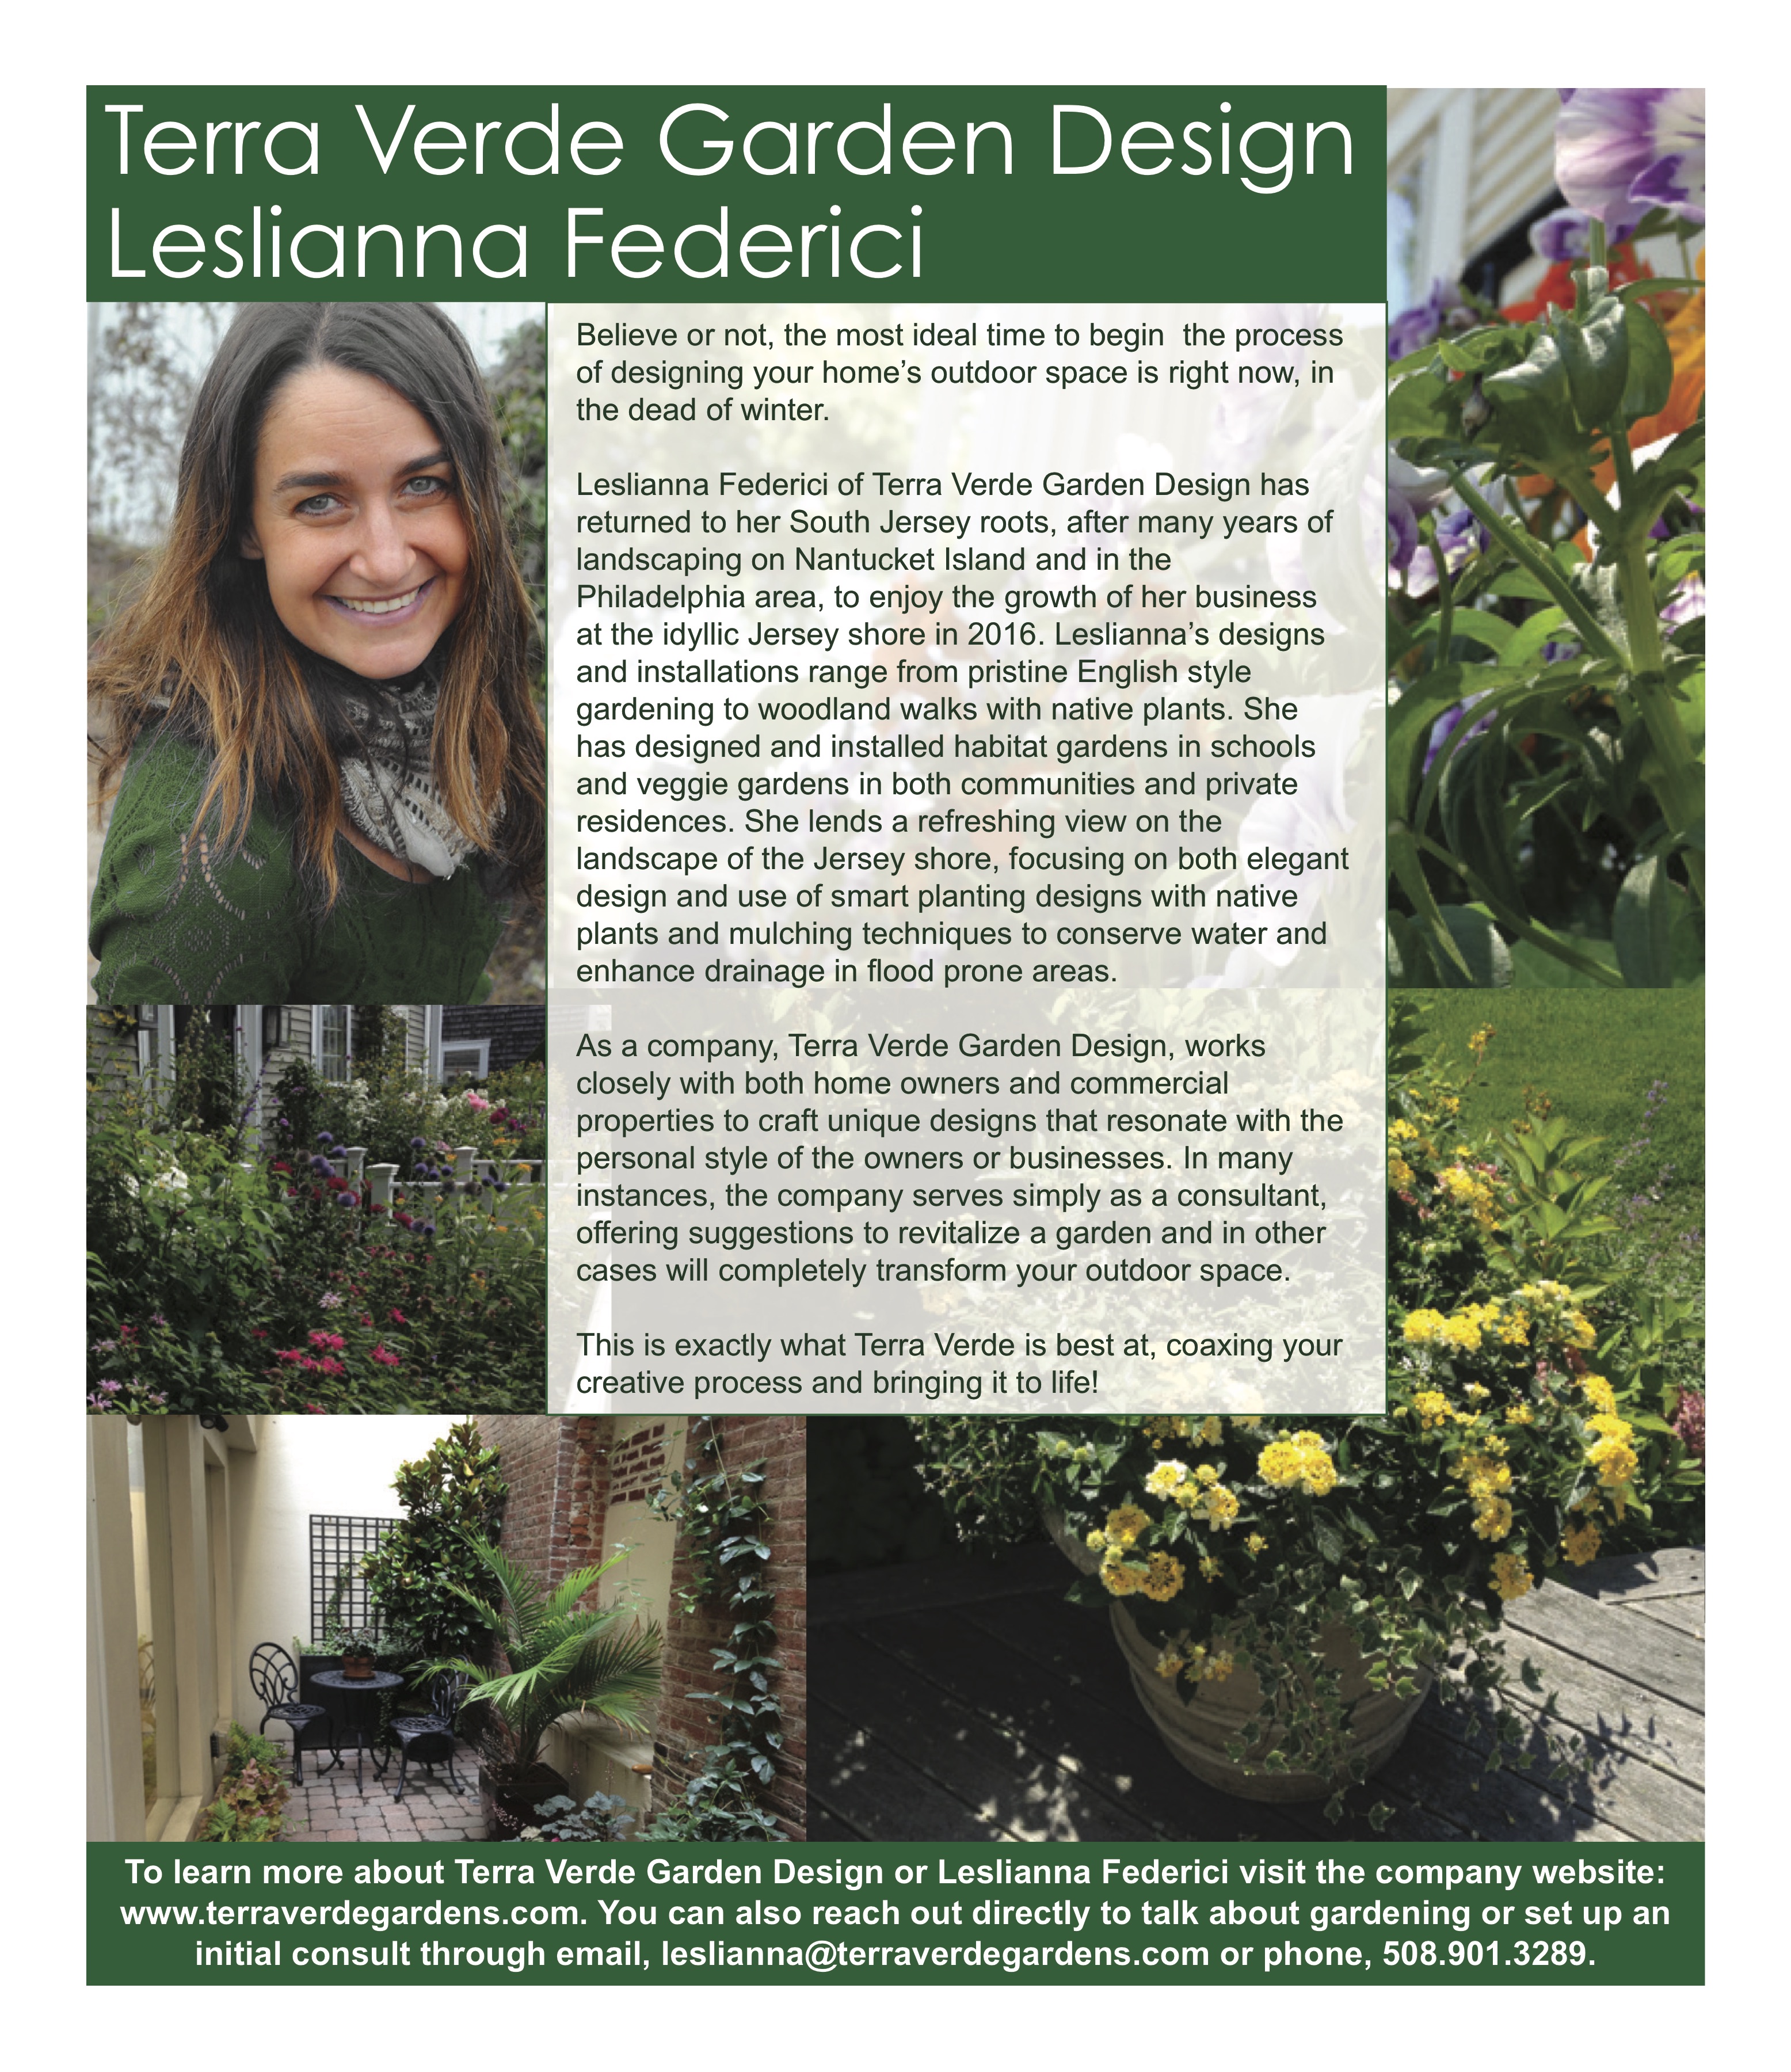 Terra Verde Garden Design
Leslianna Federici
Believe or not, the most ideal time to begin  the process
of designing your home’s outdoor space is right now, in
the dead of winter.
Leslianna Federici of Terra Verde Garden Design has
returned to her South Jersey roots, after many years of
landscaping on Nantucket Island and in the
Philadelphia area, to enjoy the growth of her business
at the idyllic Jersey shore in 2016. Leslianna’s designs
and installations range from pristine English style
gardening to woodland walks with native plants. She
has designed and installed habitat gardens in schools
and veggie gardens in both communities and private
residences. She lends a refreshing view on the
landscape of the Jersey shore, focusing on both elegant
design and use of smart planting designs with native
plants and mulching techniques to conserve water and
enhance drainage in flood prone areas.
As a company, Terra Verde Garden Design, works
closely with both home owners and commercial
properties to craft unique designs that resonate with the
personal style of the owners or businesses. In many
instances, the company serves simply as a consultant,
offering suggestions to revitalize a garden and in other
cases will completely transform your outdoor space.
This is exactly what Terra Verde is best at, coaxing your
creative process and bringing it to life!
To learn more about Terra Verde Garden Design or Leslianna Federici visit the company website:
www.terraverdegardens.com. You can also reach out directly to talk about gardening or set up an
initial consult through email, leslianna@terraverdegardens.com or phone, 508.901.3289.